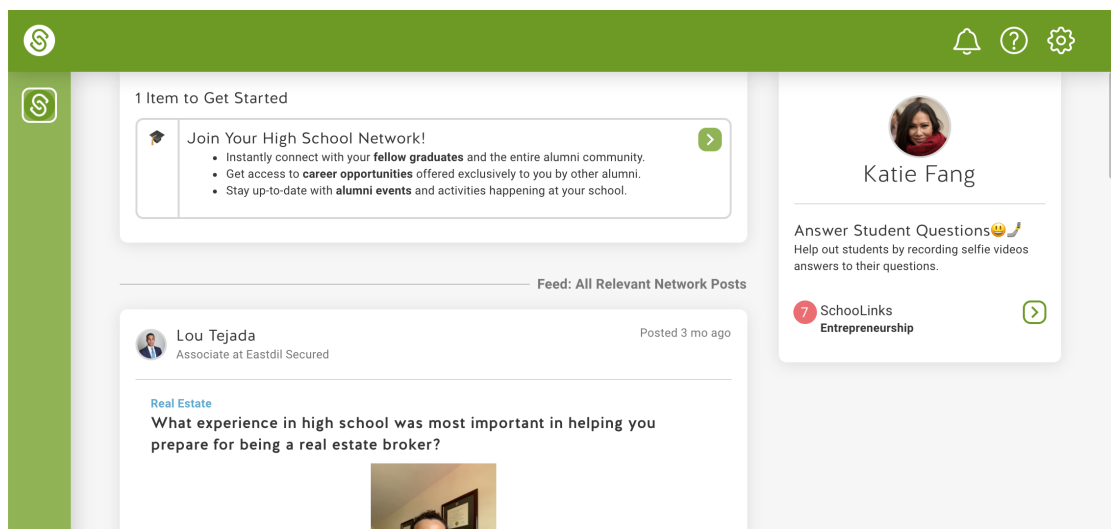 1 Item to Get Started
Join Your High School Network!
Instantly connect with your fellow graduates and the entire alumni community.
Get access to career opportunities offered exclusively to you by other alumni.
Stay up-to-date with alumni events and activities happening at your school.
Feed: All Relevant Network Posts
Lou Tejada
Associate at Eastdil Secured
Posted 3 mo ago
Real Estate
What experience in high school was most important in helping you
prepare for being a real estate broker?
Katie Fang
Answer Student Questions😃🤳
Help out students by recording selfie videos
answers to their questions.
7 SchooLinks
Entrepreneurship